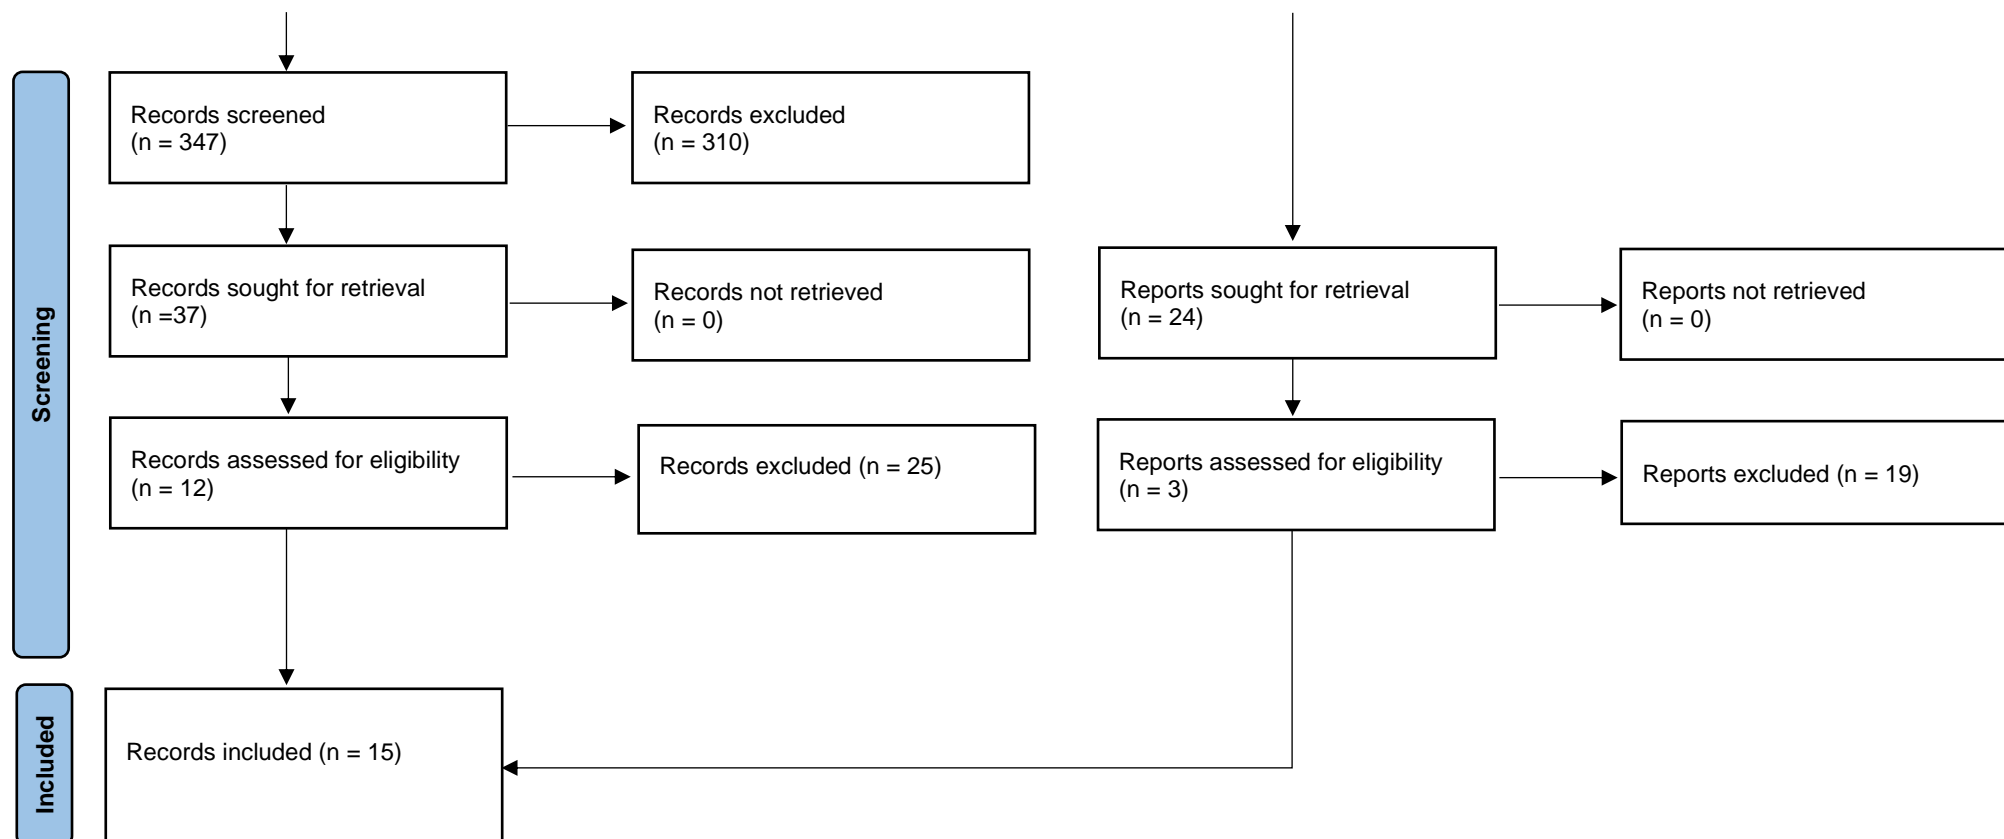 Screening
Records screened
(n = 347)
Records excluded
(n = 310)
Records sought for retrieval
(n =37)
Records not retrieved
(n = 0)
Reports sought for retrieval
(n = 24)
Reports not retrieved
(n = 0)
Records assessed for eligibility
(n = 12)
Records excluded (n = 25)
Reports assessed for eligibility
(n = 3)
Reports excluded (n = 19)
Included
Records included (n = 15)